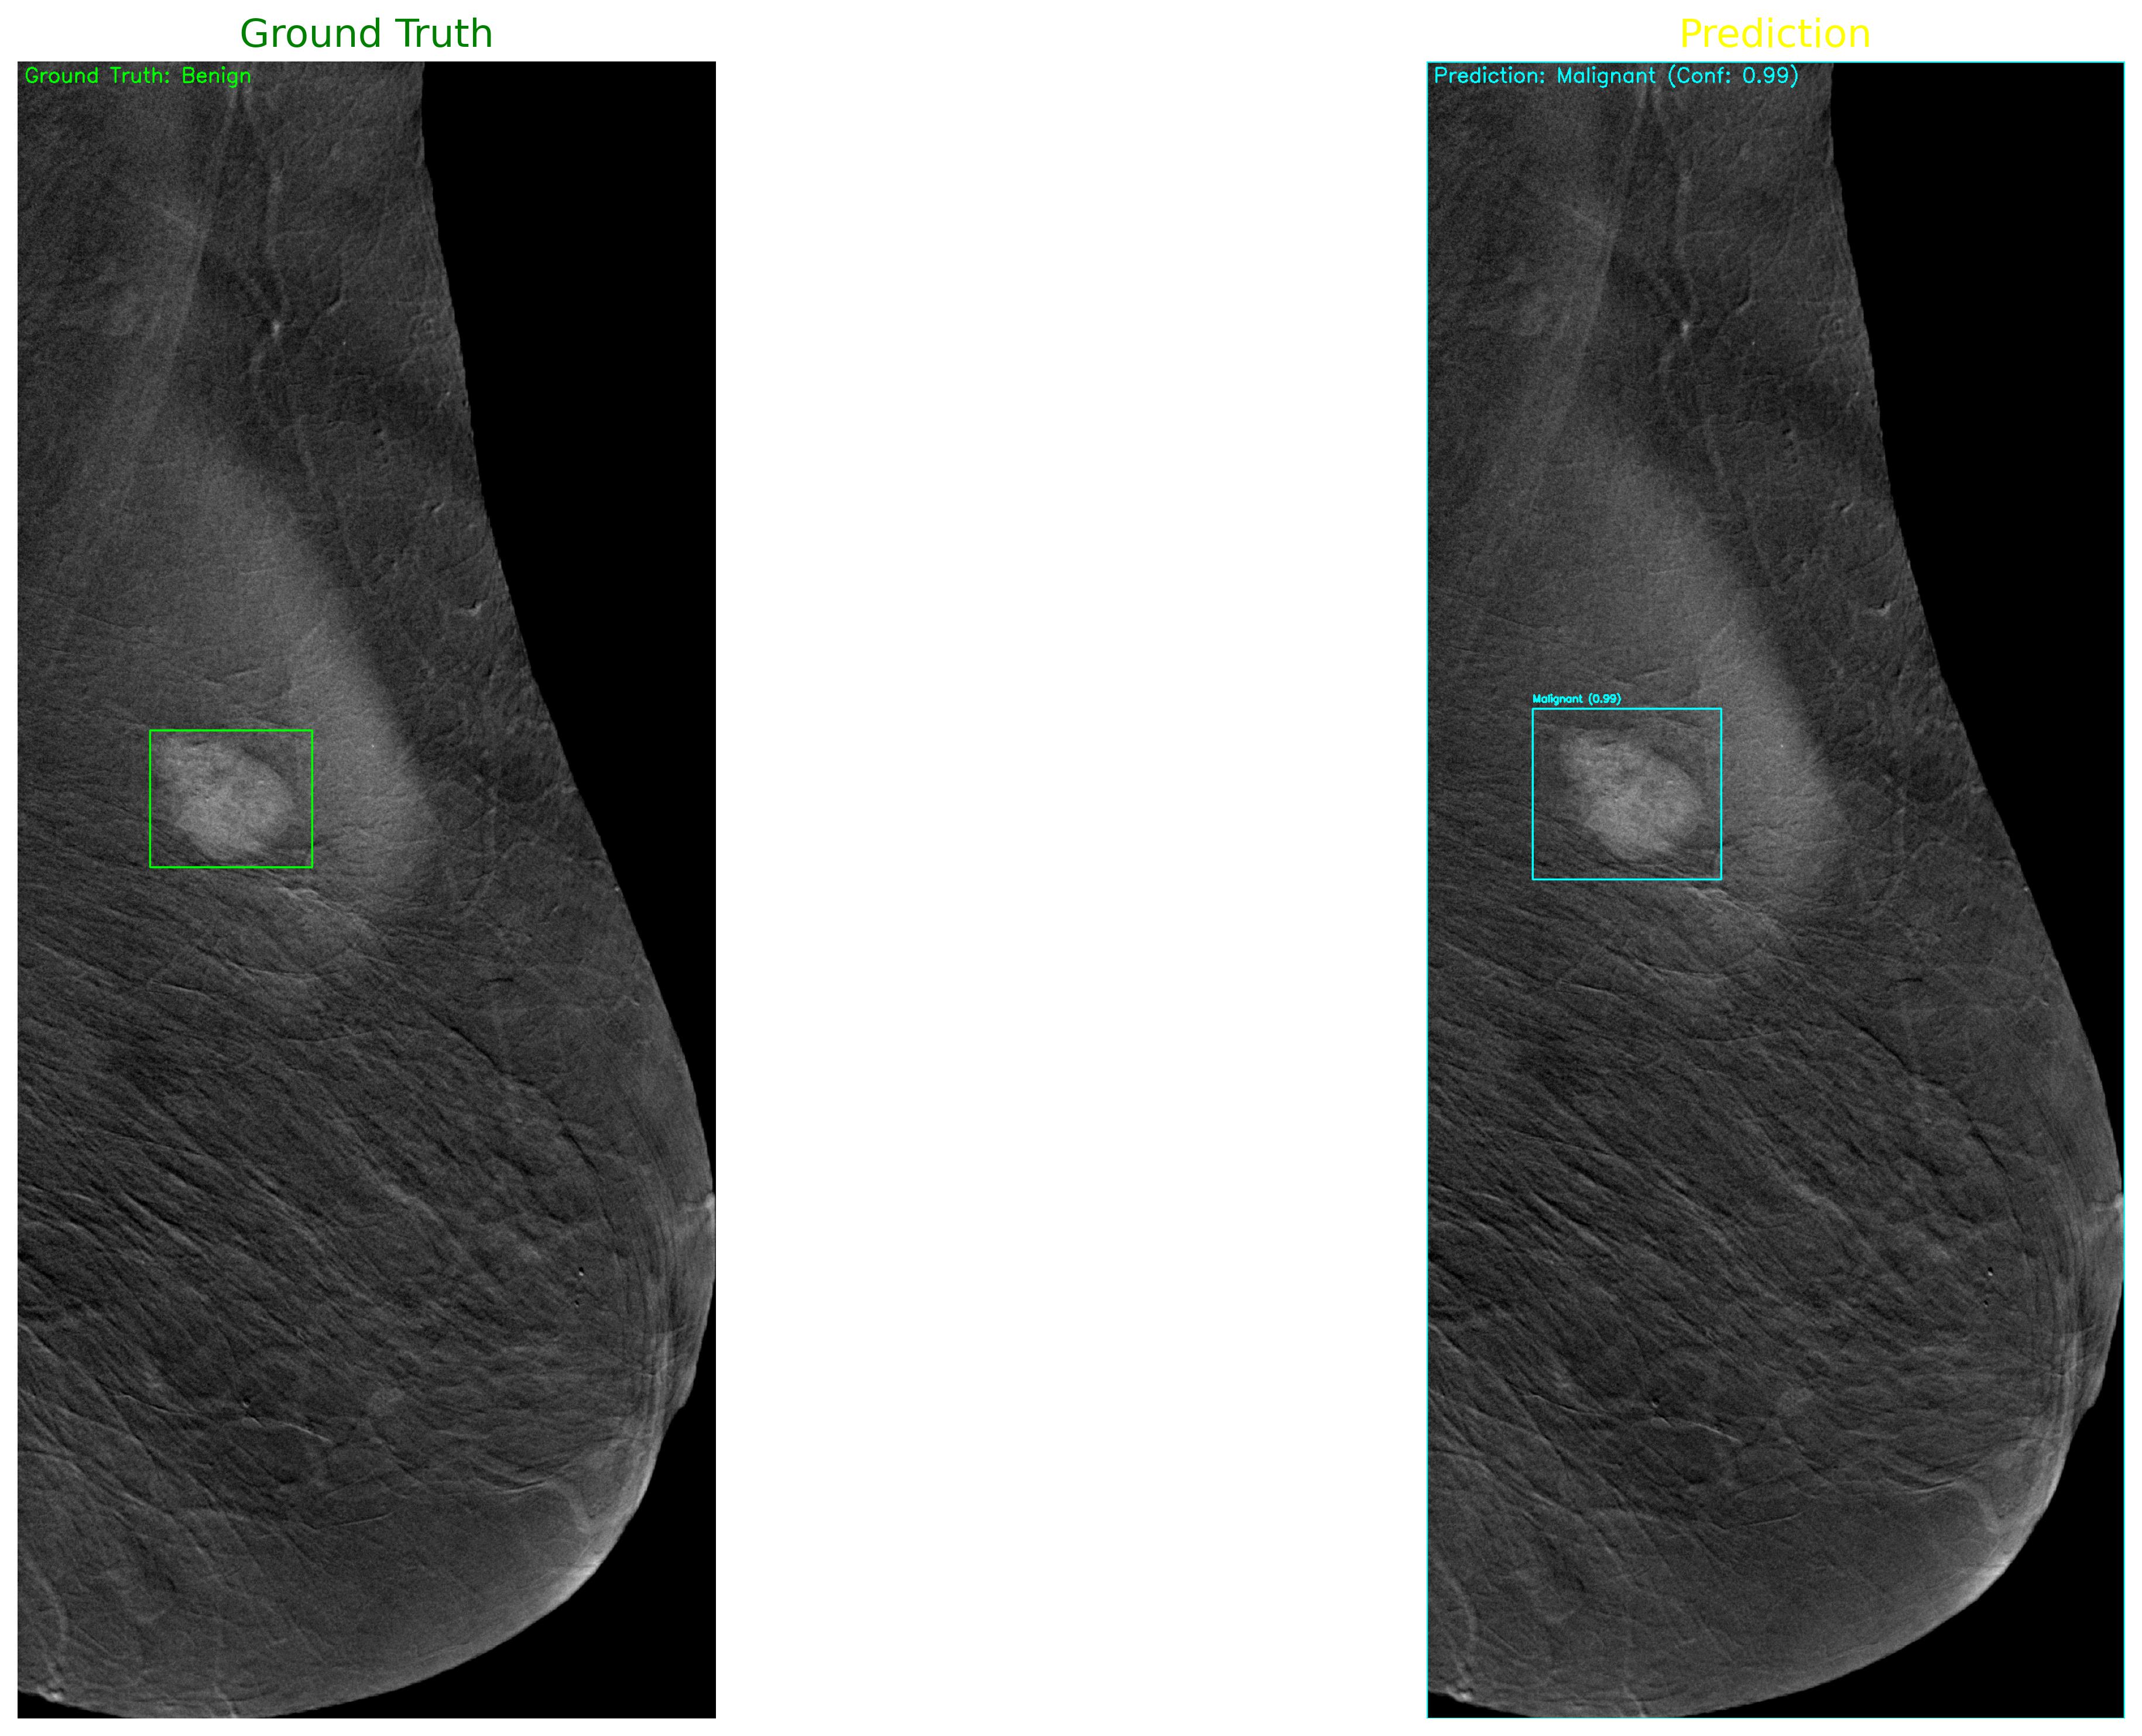 Ground Truth
Prediction
Ground Truth: Benign
Prediction: Malignant (Conf: 0.99)
Malignant (0.99)